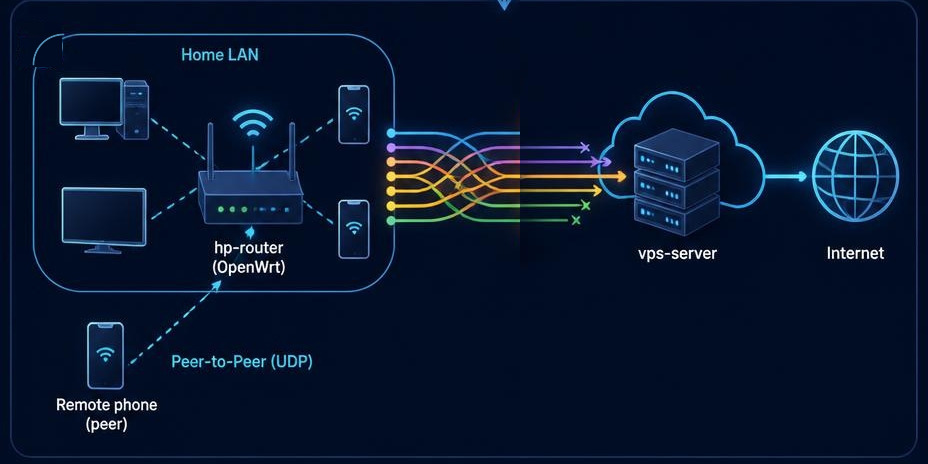 Home LAN
hp-router
(OpenWrt)
vps-server
Internet
Peer-to-Peer (UDP)
Remote phone
(peer)